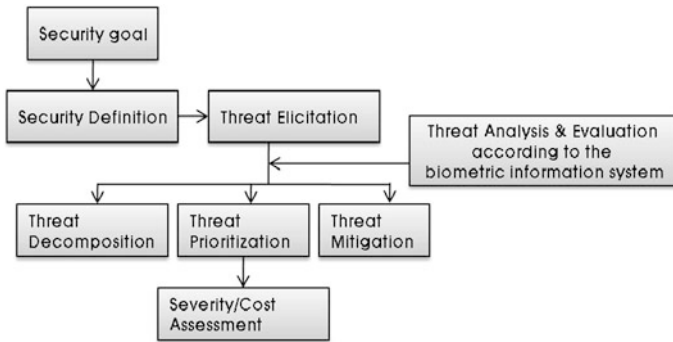 Security goal
Security Definition
Threat Elicitation
Threat Analysis & Evaluation
according to the
biometric information system
Threat
Decomposition
Threat
Prioritization
Threat
Mitigation
Severity/Cost
Assessment